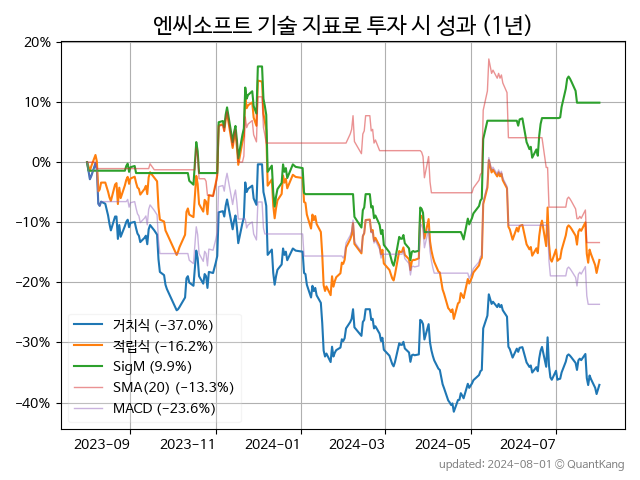 엔씨소프트 기술 지표로 투자 시 성과 (1년)
20%
10%
0%
−10%
−20%
−30%
−40%
거치식 (−37.0%)
적립식 (−16.2%)
SigM (9.9%)
SMA(20) (−13.3%)
MACD (−23.6%)
2023−09
2023−11
2024−01
2024−03
2024−05
2024−07
updated: 2024−08−01 © QuantKang